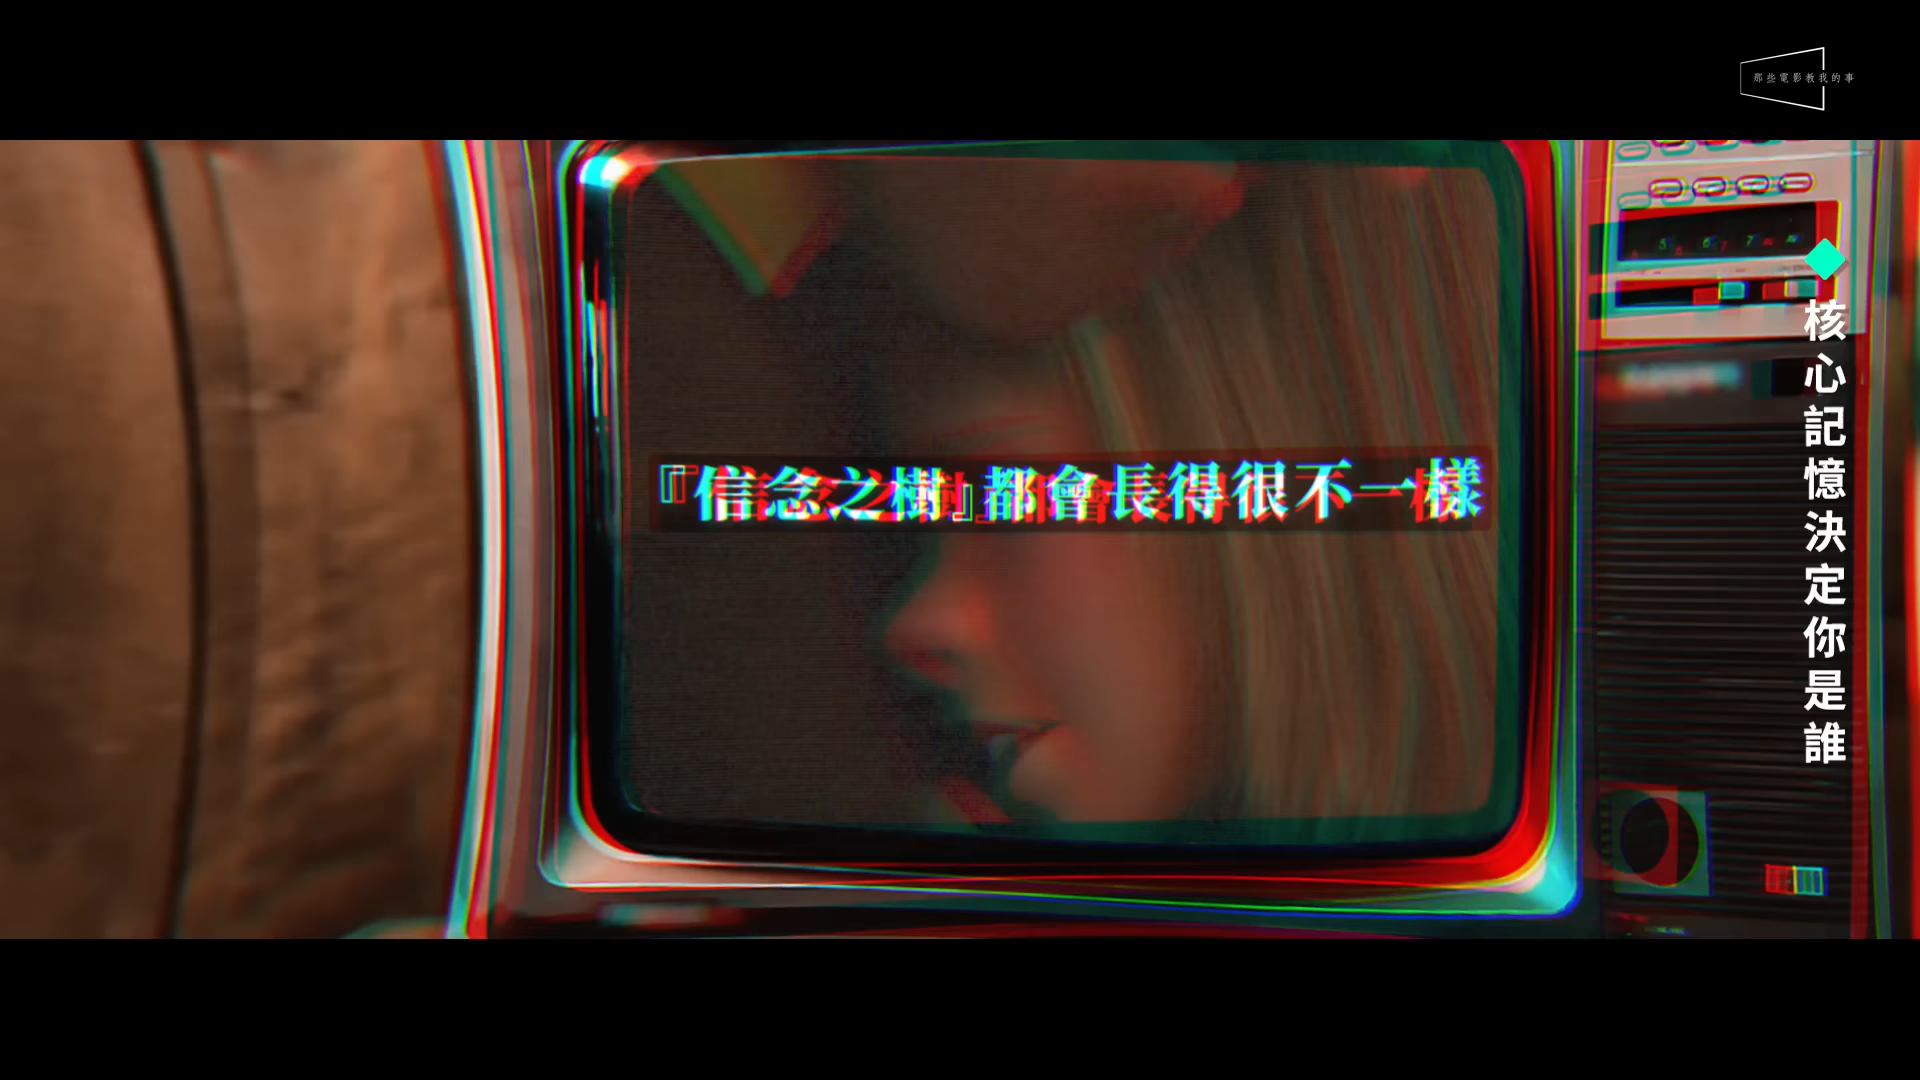 那些電影教我的事
『信念之樹』都會長得很不一樣
核心記憶決定你是誰